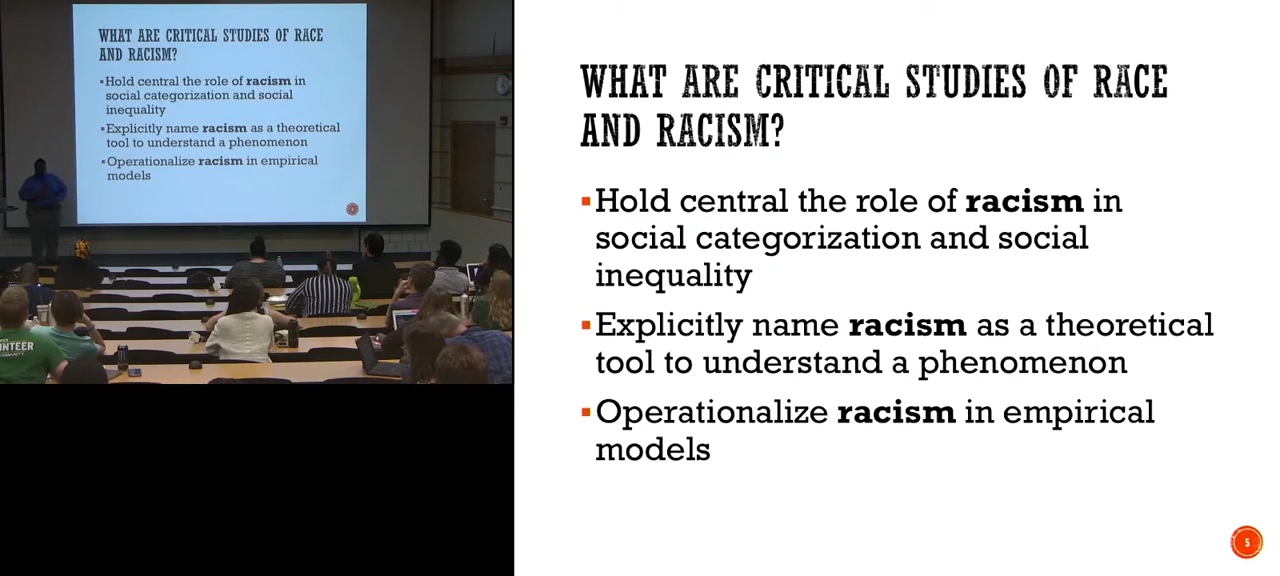 WHAT ARE CRITICAL STUDIES OF RACE
AND RACISM?
▪Hold central the role of racism in
social categorization and social
inequality
▪Explicitly name racism as a theoretical
tool to understand a phenomenon
▪Operationalize racism in empirical
models
5
WHAT ARE CRITICAL STUDIES OF RACE
AND RACISM?
▪Hold central the role of racism in
social categorization and social
inequality
▪Explicitly name racism as a theoretical
tool to understand a phenomenon
▪Operationalize racism in empirical
models
5